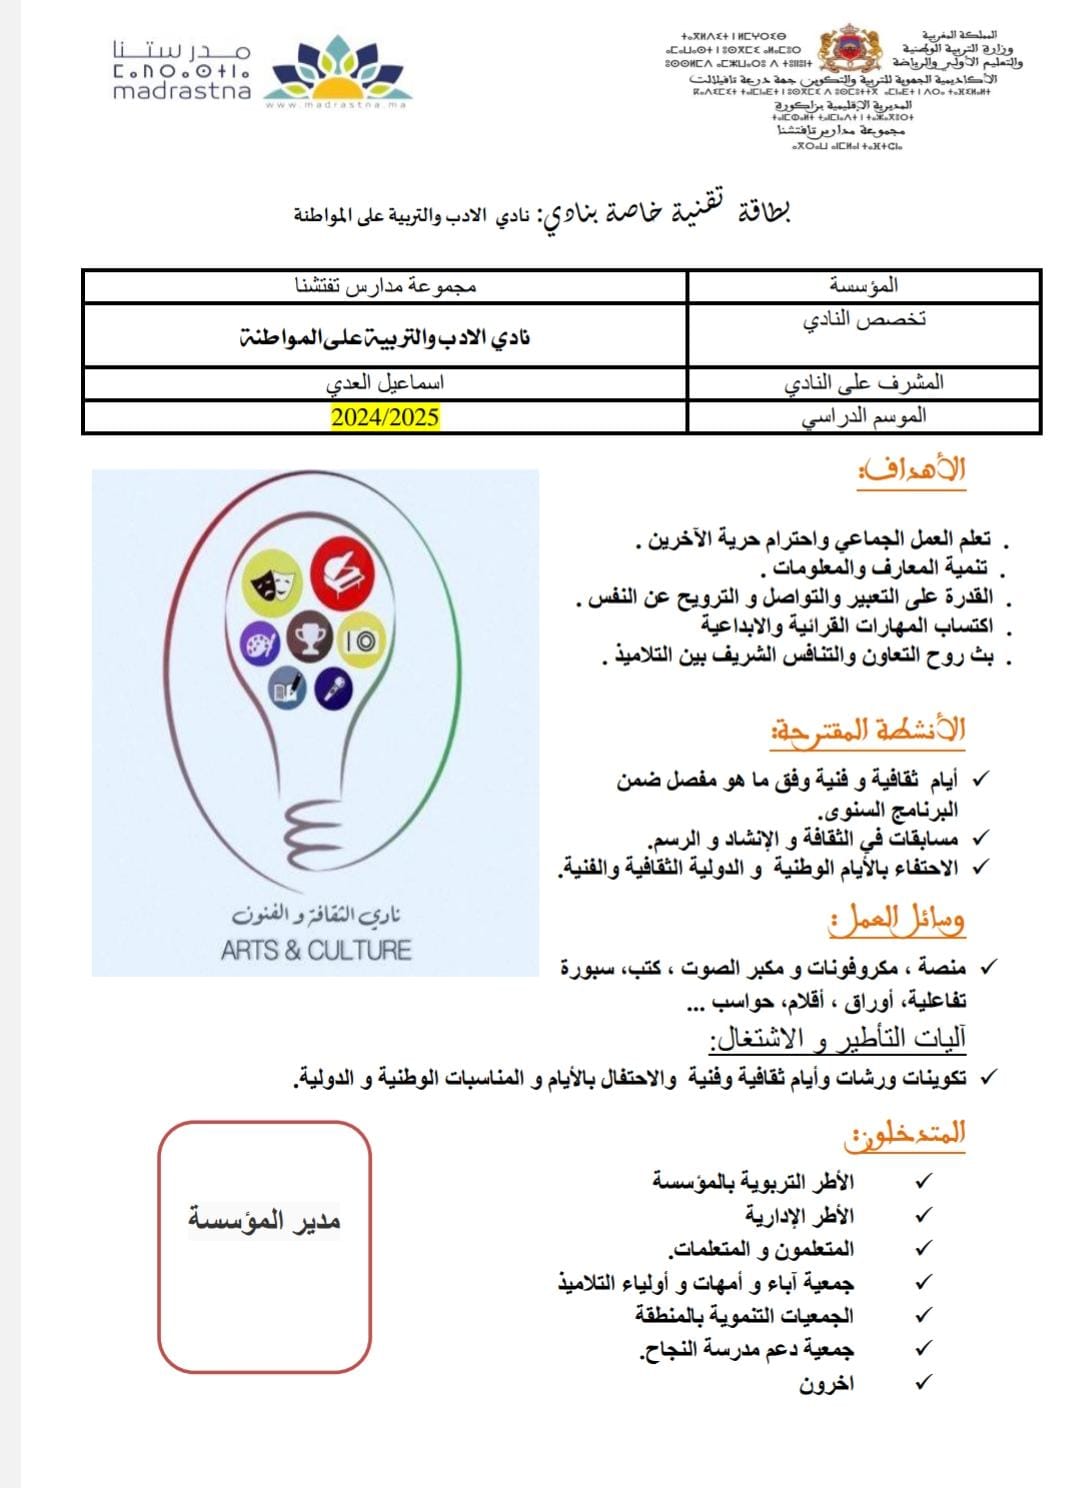 مدرستنا
ⵎⴰⴷⵔⴰⵙⵜⵏⴰ
madrastna
www.madrastna.ma
المملكة المغربية
وزارة التربية الوطنية
والتعليم الأولي والرياضة
الأكاديمية الجهوية للتربية والتكوين جهة درعة تافيلالت
المديرية الإقليمية بزاكورة
مجموعة مدارس تافتشنا
بطاقة تقنية خاصة بنادي: نادي الادب والتربية على المواطنة
المؤسسة مجموعة مدارس تفتشنا
تخصص النادي نادي الادب والتربية على المواطنة
المشرف على النادي اسماعيل العدي
الموسم الدراسي 2024/2025
الأهداف:
. تعلم العمل الجماعي واحترام حرية الآخرين .
. تنمية المعارف والمعلومات .
. القدرة على التعبير والتواصل و الترويح عن النفس .
. اكتساب المهارات القرائية والابداعية
. بث روح التعاون والتنافس الشريف بين التلاميذ .
الأنشطة المقترحة:
✓ أيام ثقافية و فنية وفق ما هو مفصل ضمن
البرنامج السنوى.
✓ مسابقات في الثقافة و الإنشاد و الرسم.
✓ الاحتفاء بالأيام الوطنية و الدولية الثقافية والفنية.
نادي الثقافة و الفنون
ARTS & CULTURE
وسائل العمل :
✓ منصة ، مكروفونات و مكبر الصوت ، كتب، سبورة
تفاعلية، أوراق ، أقلام، حواسب ...
آليات التأطير و الاشتغال:
✓ تكوينات ورشات وأيام ثقافية وفنية والاحتفال بالأيام و المناسبات الوطنية و الدولية.
المتدخلون:
✓ الأطر التربوية بالمؤسسة
✓ الأطر الإدارية
✓ المتعلمون و المتعلمات.
✓ جمعية آباء و أمهات و أولياء التلاميذ
✓ الجمعيات التنموية بالمنطقة
✓ جمعية دعم مدرسة النجاح.
✓ اخرون
مدير المؤسسة